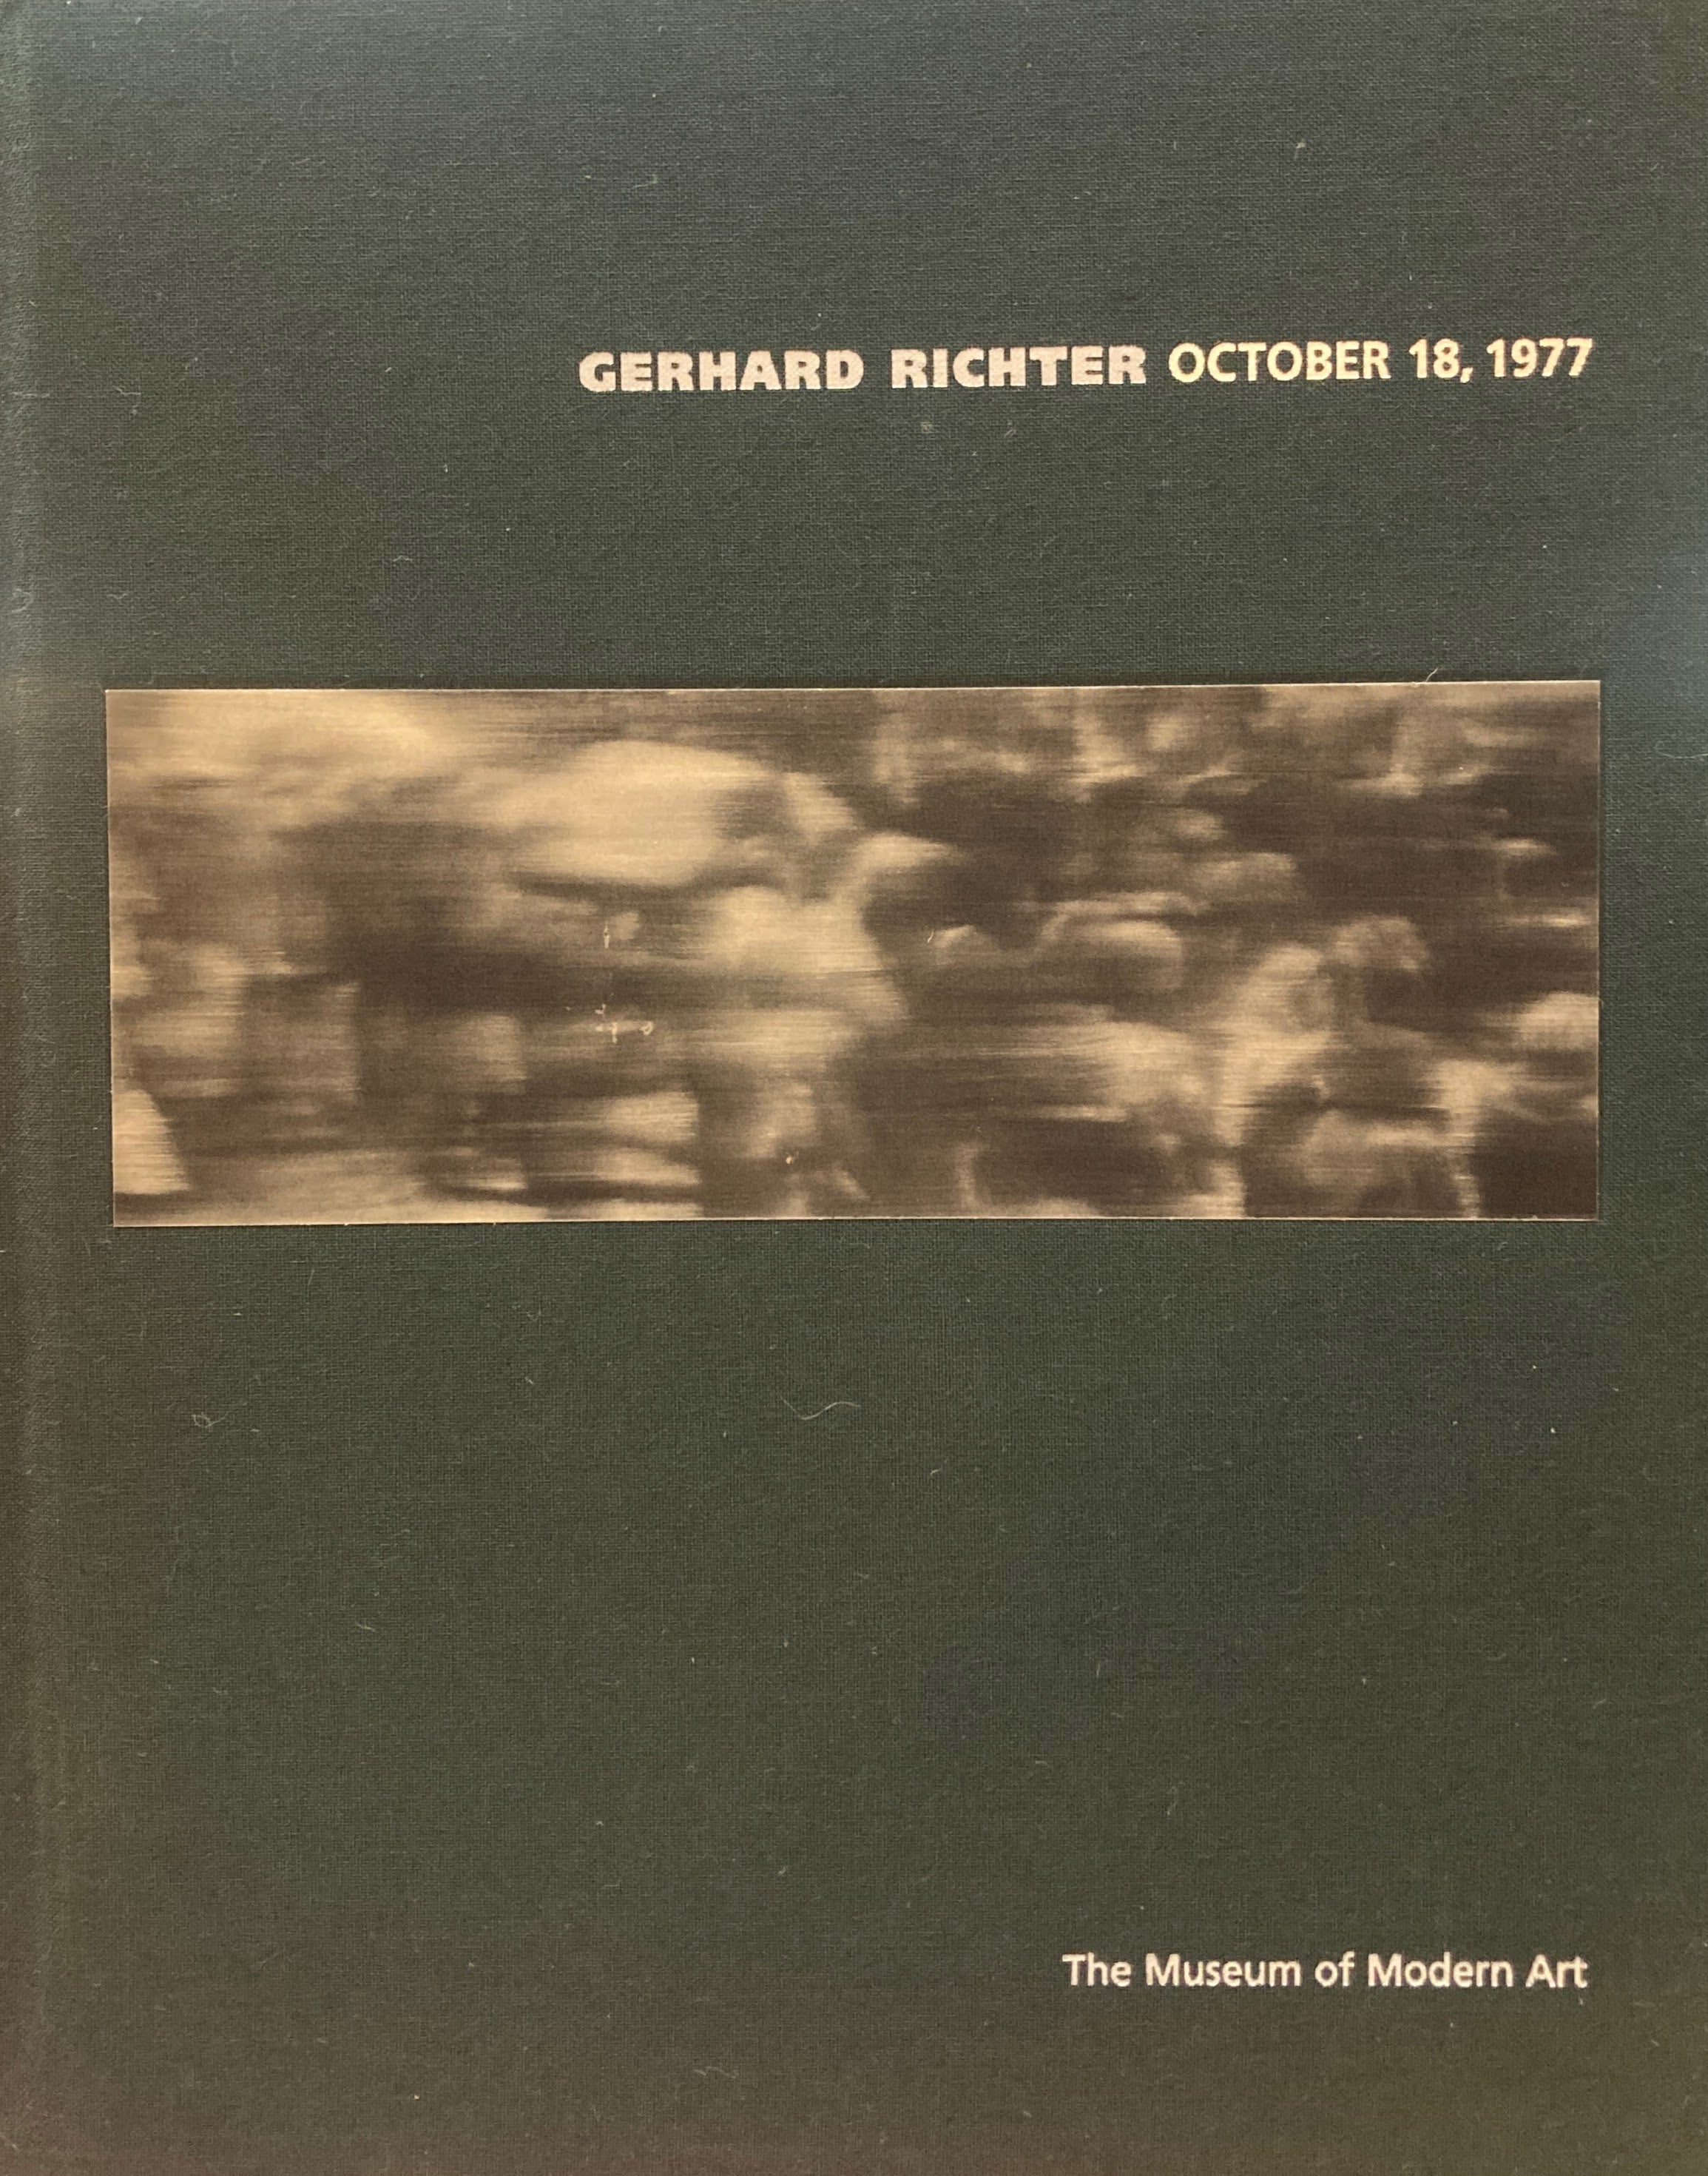 GERHARD RICHTER OCTOBER 18, 1977
The Museum of Modern Art